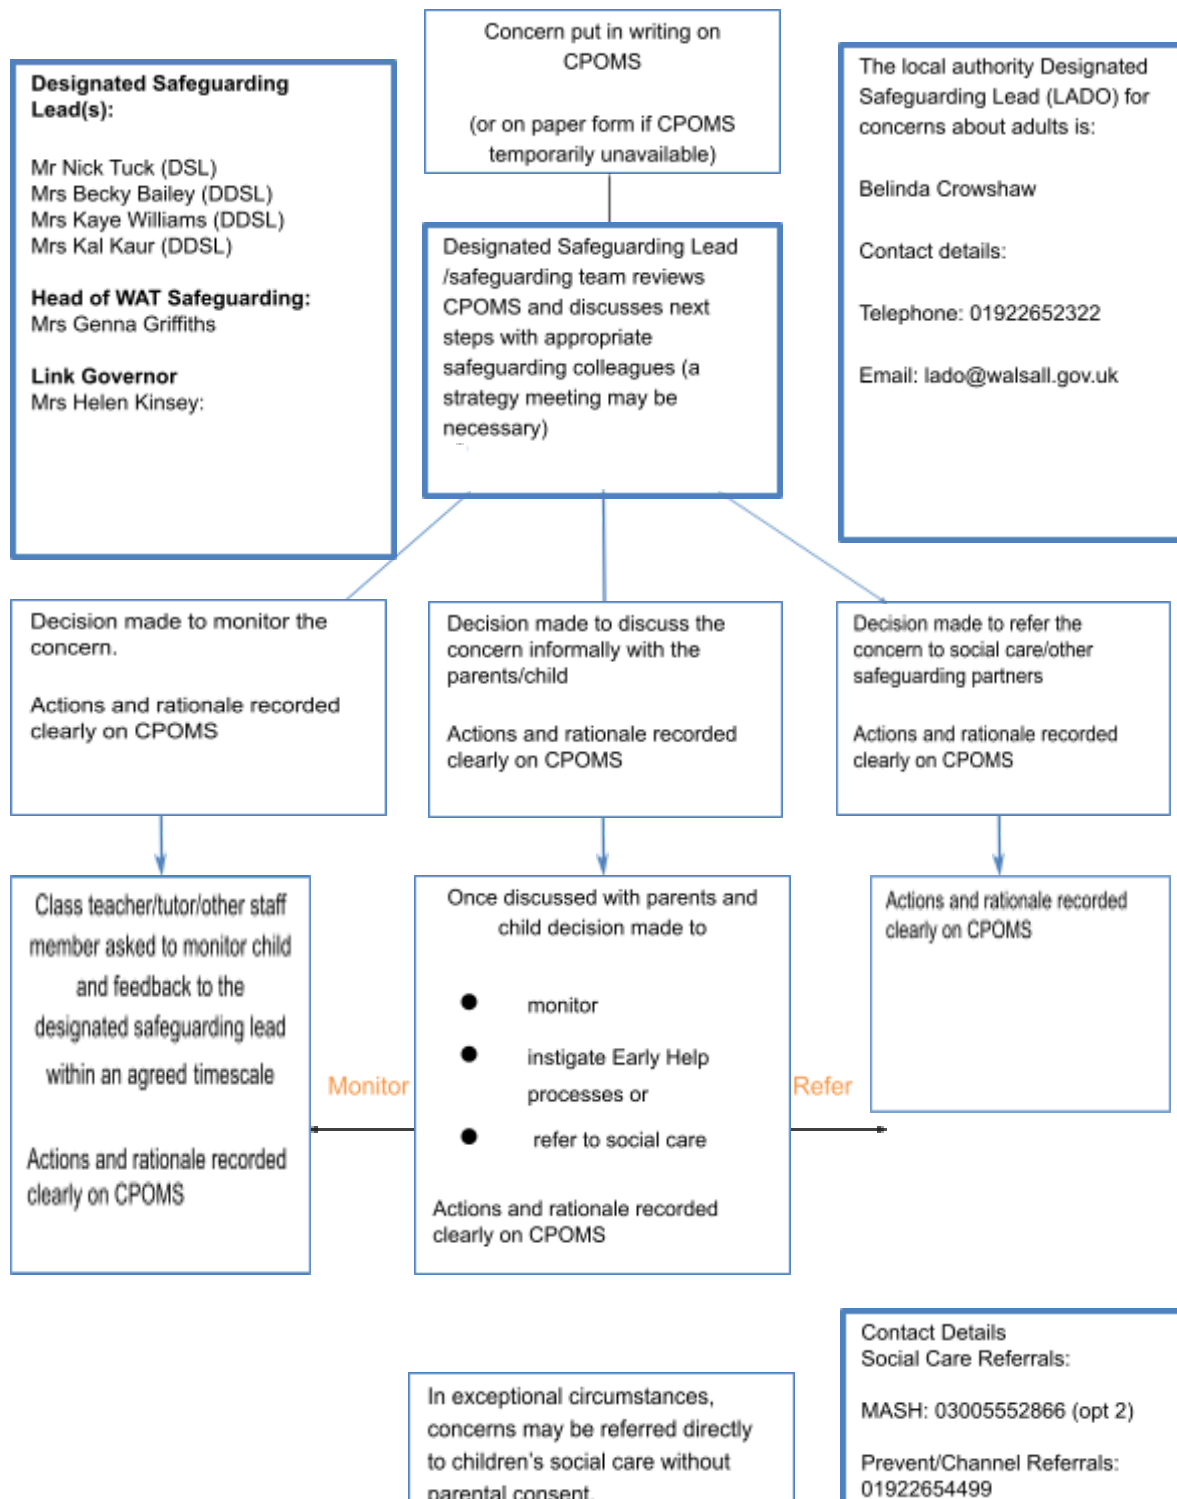 Concern put in writing on
CPOMS
(or on paper form if CPOMS
temporarily unavailable)
Designated Safeguarding
Lead(s):
Mr Nick Tuck (DSL)
Mrs Becky Bailey (DDSL)
Mrs Kaye Williams (DDSL)
Mrs Kal Kaur (DDSL)
Head of WAT Safeguarding:
Mrs Genna Griffiths
Link Governor
Mrs Helen Kinsey:
Designated Safeguarding Lead
/safeguarding team reviews
CPOMS and discusses next
steps with appropriate
safeguarding colleagues (a
strategy meeting may be
necessary)
The local authority Designated
Safeguarding Lead (LADO) for
concerns about adults is:
Belinda Crowshaw
Contact details:
Telephone: 01922652322
Email: lado@walsall.gov.uk
Decision made to monitor the
concern.
Actions and rationale recorded
clearly on CPOMS
Decision made to discuss the
concern informally with the
parents/child
Actions and rationale recorded
clearly on CPOMS
Decision made to refer the
concern to social care/other
safeguarding partners
Actions and rationale recorded
clearly on CPOMS
Class teacher/tutor/other staff
member asked to monitor child
and feedback to the
designated safeguarding lead
within an agreed timescale
Actions and rationale recorded
clearly on CPOMS
Monitor
Once discussed with parents and
child decision made to
● monitor
● instigate Early Help
processes or
● refer to social care
Actions and rationale recorded
clearly on CPOMS
Refer
Actions and rationale recorded
clearly on CPOMS
In exceptional circumstances,
concerns may be referred directly
to children's social care without
parental consent.
Contact Details
Social Care Referrals:
MASH: 03005552866 (opt 2)
Prevent/Channel Referrals:
01922654499